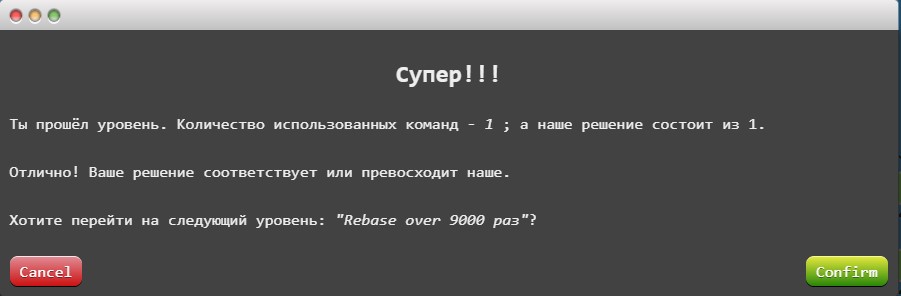 Супер!!!
Ты прошёл уровень. Количество использованных команд - 1 ; а наше решение состоит из 1.
Отлично! Ваше решение соответствует или превосходит наше.
Хотите перейти на следующий уровень: "Rebase over 9000 раз"?
Cancel
Confirm